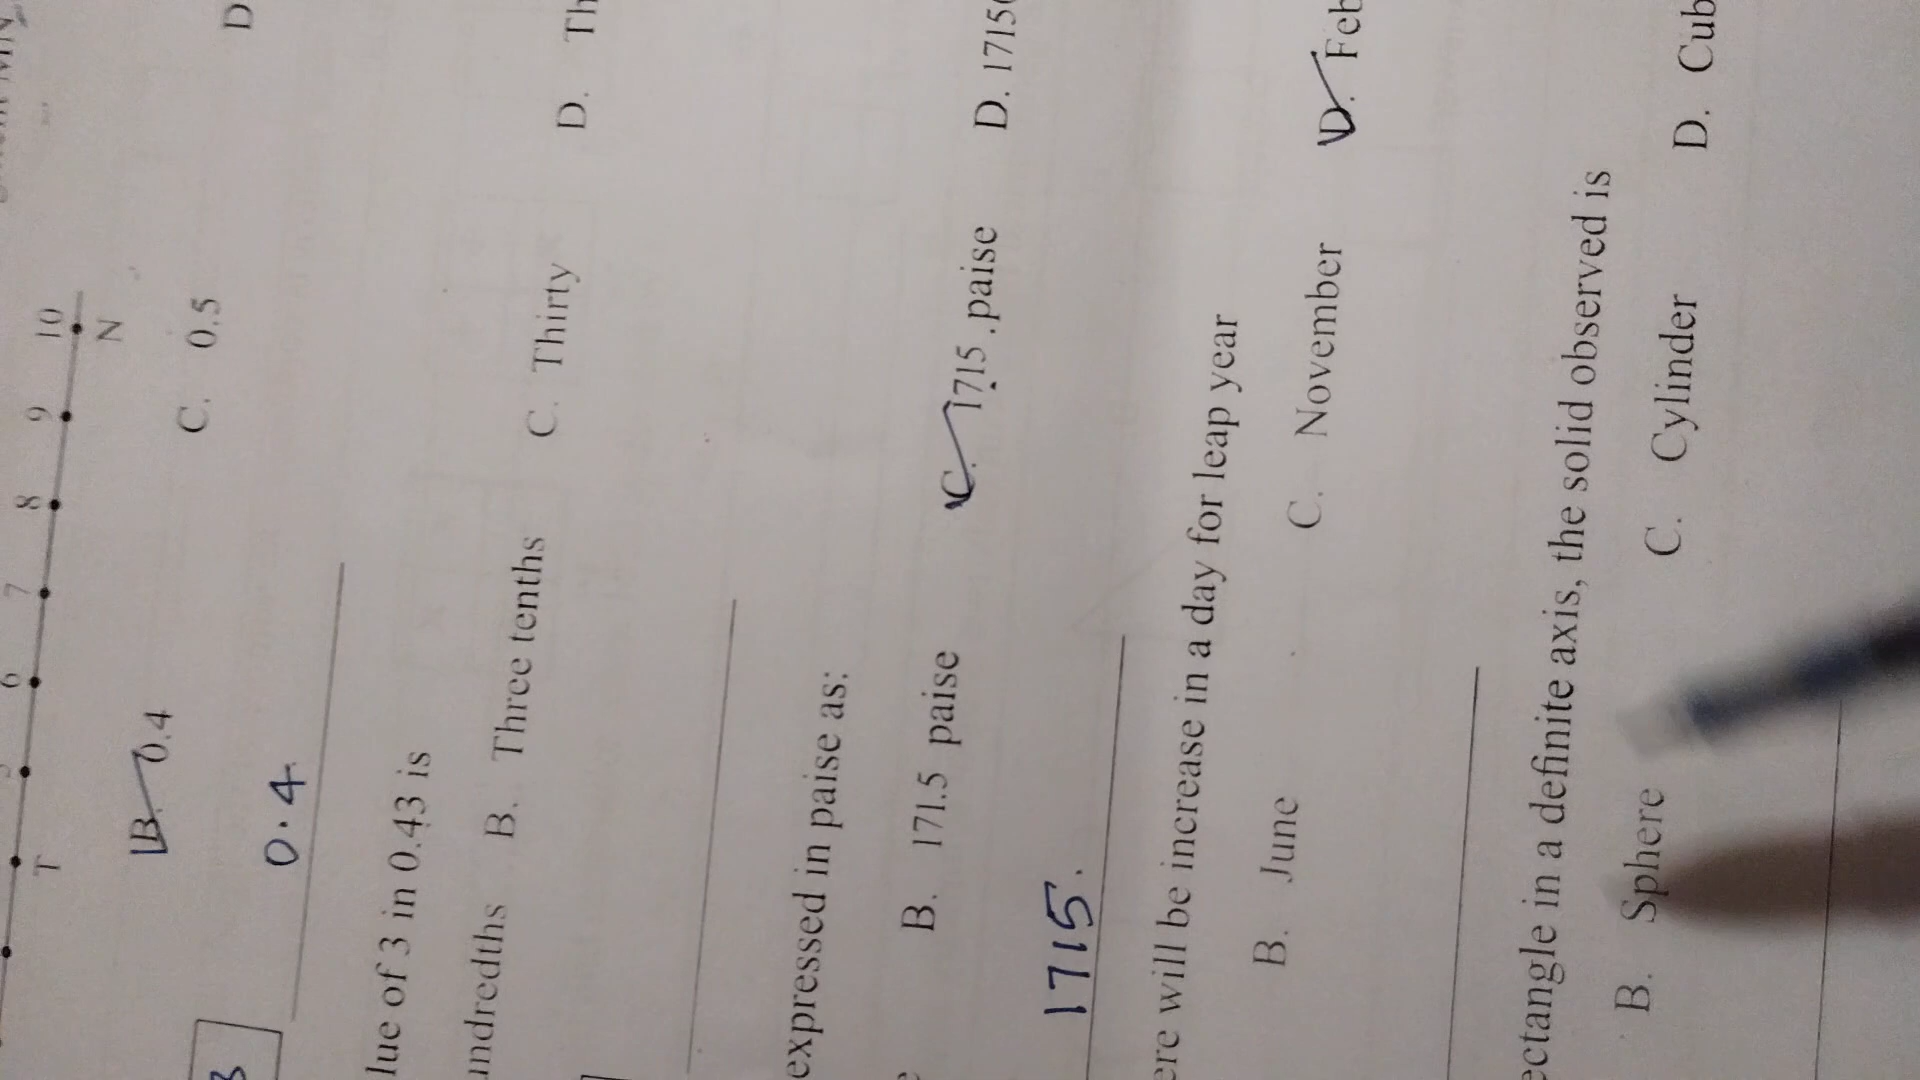 6 7 8 9 10
T N
B. 0.4 C. 0.5 D
0.4
lue of 3 in 0.43 is
undredths B. Three tenths C. Thirty D. Th
expressed in paise as:
B. 171.5 paise C. 1715 .paise D. 1715
1715.
ere will be increase in a day for leap year
B. June C. November D. Feb
ectangle in a definite axis, the solid observed is
B. Sphere C. Cylinder D. Cub